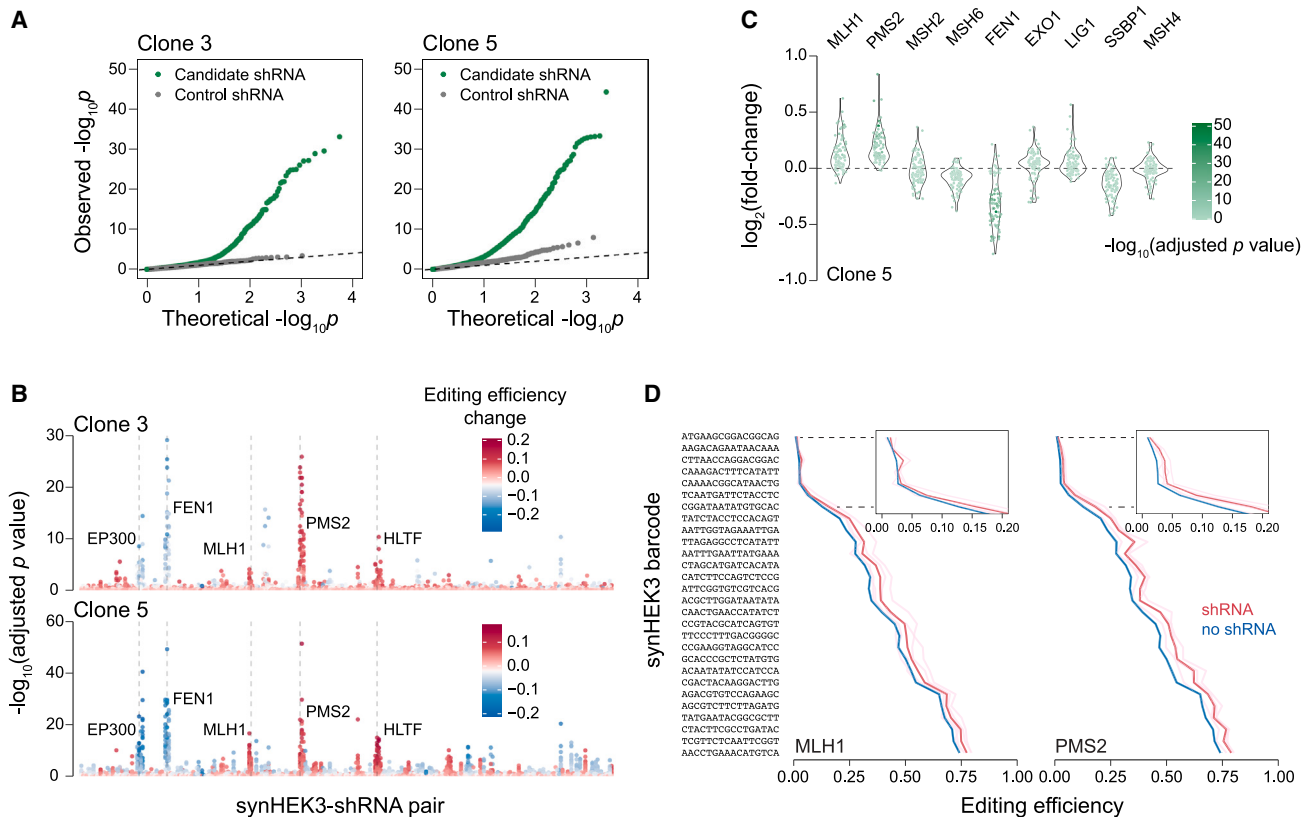 A
Clone 3
Clone 5
Candidate shRNA
Control shRNA
Candidate shRNA
Control shRNA
Observed -log10p
50
40
30
20
10
0
50
40
30
20
10
0
0 1 2 3 4
0 1 2 3 4
Theoretical -log10p
Theoretical -log10p
C
MLH1
PMS2
MSH2
MSH6
FEN1
EXO1
LIG1
SSBP1
MSH4
log2(fold-change)
1.0
0.5
0.0
-0.5
-1.0
Clone 5
50
40
30
20
10
0
-log10(adjusted p value)
B
Clone 3
Editing efficiency
change
30
20
10
0
EP300
FEN1
MLH1
PMS2
HLTF
0.2
0.1
0.0
−0.1
−0.2
Clone 5
60
40
20
0
EP300
FEN1
MLH1
PMS2
HLTF
0.1
0.0
−0.1
−0.2
-log10(adjusted p value)
synHEK3-shRNA pair
D
synHEK3 barcode
ATGAAGCGGACGGCAG
AAGACAGAATAACAAA
CTTAACCAGGACGGAC
CAAAGACTTTCATATT
CAAAACGGCATAACTG
TCAATGATTCTACCTC
CGGATAATATGTGCAC
TATCTACCTCCACAGT
AATTGGTAGAAATTGA
TTAGAGGCCTCATATT
AATTTGAATTATGAAA
CTAGCATGATCACATA
CATCTTCCAGTCTCCG
ATTCGGTGTCGTCACG
ACGCTTGGATAATATA
CAACTGAACCATATCT
CCGTACGCATCAGTGT
TTCCCTTTGACGGGGC
CCGAAGGTAGGCATCC
GCACCCGCTCTATGTG
ACAATATATCCATCCA
CGACTACAAGGACTTG
AGACGTGTCCAGAAGC
AGCGTCTTCTTAGATG
TATGAATACGGCGCTT
CTACTTCGCCTGATAC
TCGTTCTCAATTCGGT
AACCTGAAACATGTCA
0.00 0.05 0.10 0.20
0.00 0.05 0.10 0.20
shRNA
no shRNA
MLH1
PMS2
0.00 0.25 0.50 0.75 1.00
0.00 0.25 0.50 0.75 1.00
Editing efficiency